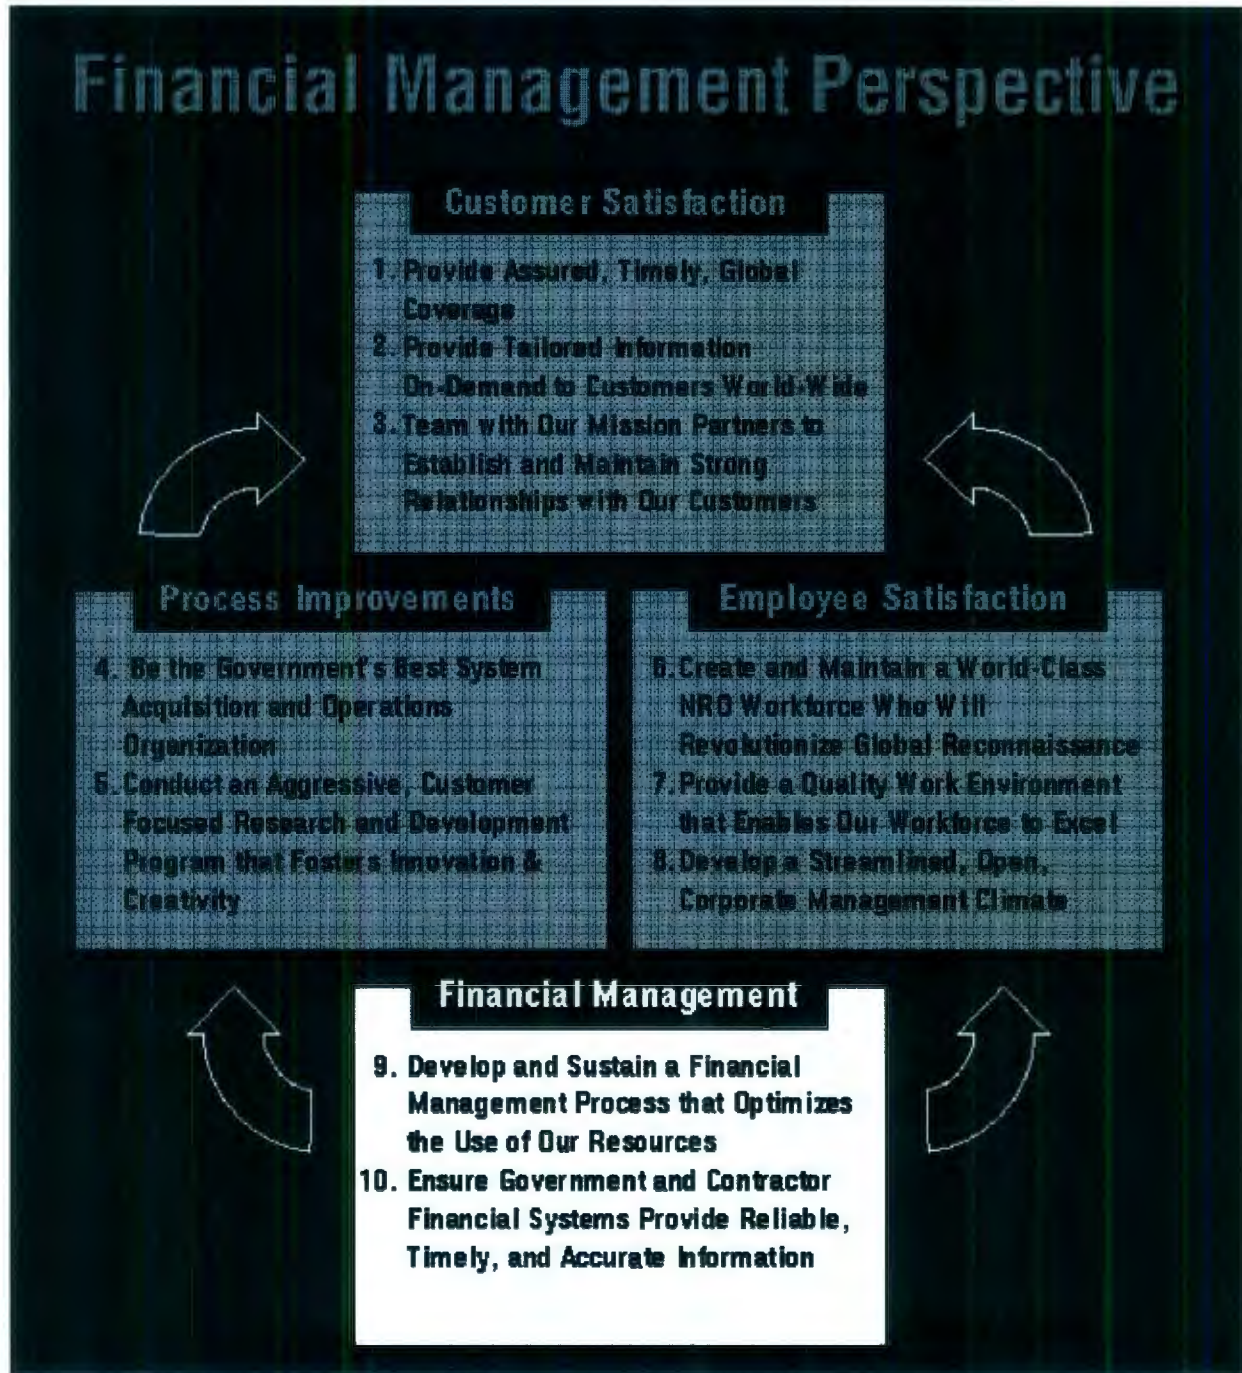 Financial Management Perspective
Customer Satisfaction
1. Provide Assured, Timely, Global
Coverage
2. Provide Tailored Information
On-Demand to Customers World-Wide
3. Team with Our Mission Partners to
Establish and Maintain Strong
Relationships with Our Customers
Process Improvements
4. Be the Government's Best System
Acquisition and Operations
Organization
5. Conduct an Aggressive, Customer
Focused Research and Development
Program that Fosters Innovation &
Creativity
Employee Satisfaction
6. Create and Maintain a World-Class
NRO Workforce Who Will
Revolutionize Global Reconnaissance
7. Provide a Quality Work Environment
that Enables Our Workforce to Excel
8. Develop a Streamlined, Open,
Corporate Management Climate
Financial Management
9. Develop and Sustain a Financial
Management Process that Optimizes
the Use of Our Resources
10. Ensure Government and Contractor
Financial Systems Provide Reliable,
Timely, and Accurate Information